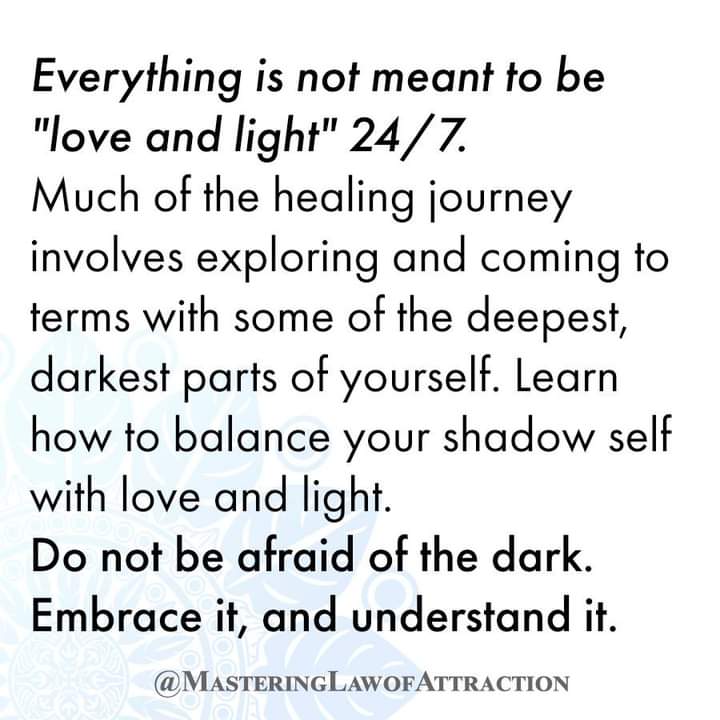 Everything is not meant to be
"love and light" 24/7.
Much of the healing journey
involves exploring and coming to
terms with some of the deepest,
darkest parts of yourself. Learn
how to balance your shadow self
with love and light.
Do not be afraid of the dark.
Embrace it, and understand it.
@MasteringLawofAttraction